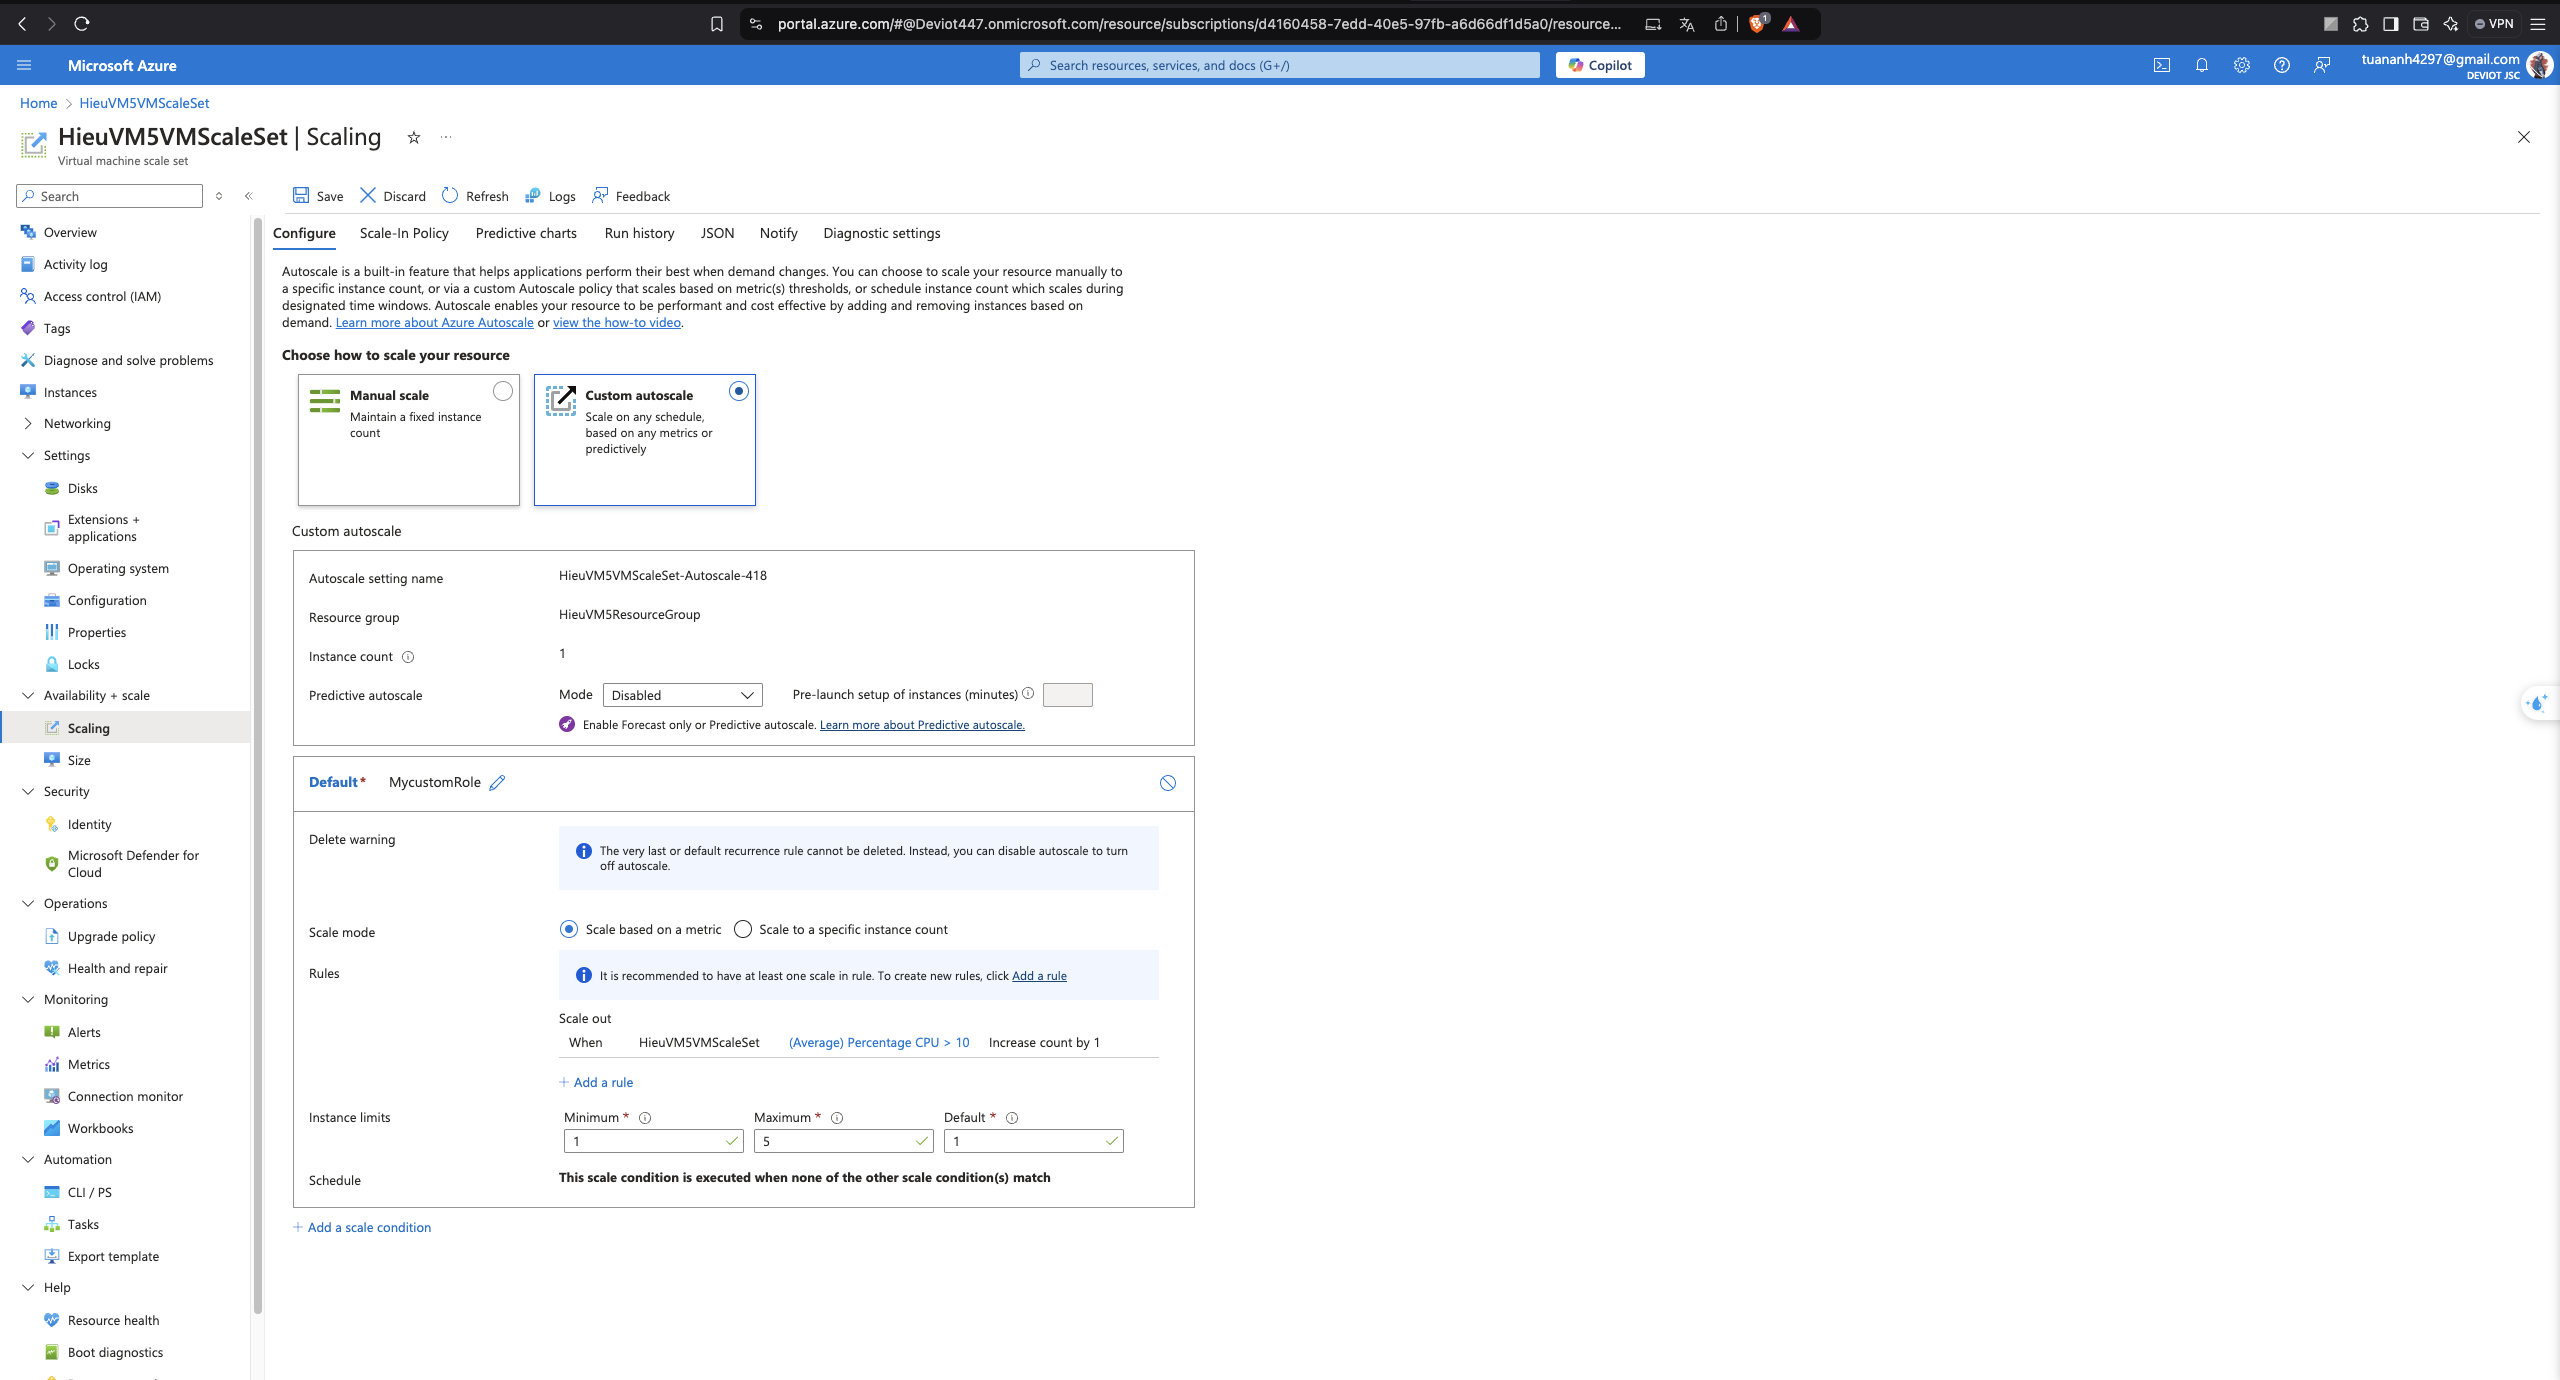 portal.azure.com/#@Deviot447.onmicrosoft.com/resource/subscriptions/d4160458-7edd-40e5-97fb-a6d66df1d5a0/resource...
1
VPN
Microsoft Azure
Search resources, services, and docs (G+/)
Copilot
tuananh4297@gmail.com
DEVIOT JSC
Home > HieuVM5VMScaleSet
HieuVM5VMScaleSet | Scaling
Virtual machine scale set
Search
Overview
Activity log
Access control (IAM)
Tags
Diagnose and solve problems
Instances
Networking
Settings
Disks
Extensions +
applications
Operating system
Configuration
Properties
Locks
Availability + scale
Scaling
Size
Security
Identity
Microsoft Defender for
Cloud
Operations
Upgrade policy
Health and repair
Monitoring
Alerts
Metrics
Connection monitor
Workbooks
Automation
CLI / PS
Tasks
Export template
Help
Resource health
Boot diagnostics
Save Discard Refresh Logs Feedback
Configure Scale-In Policy Predictive charts Run history JSON Notify Diagnostic settings
Autoscale is a built-in feature that helps applications perform their best when demand changes. You can choose to scale your resource manually to
a specific instance count, or via a custom Autoscale policy that scales based on metric(s) thresholds, or schedule instance count which scales during
designated time windows. Autoscale enables your resource to be performant and cost effective by adding and removing instances based on
demand. Learn more about Azure Autoscale or view the how-to video.
Choose how to scale your resource
Manual scale
Maintain a fixed instance
count
Custom autoscale
Scale on any schedule,
based on any metrics or
predictively
Custom autoscale
Autoscale setting name HieuVM5VMScaleSet-Autoscale-418
Resource group HieuVM5ResourceGroup
Instance count 1
Predictive autoscale Mode Disabled Pre-launch setup of instances (minutes)
Enable Forecast only or Predictive autoscale. Learn more about Predictive autoscale.
Default* MycustomRole
Delete warning
The very last or default recurrence rule cannot be deleted. Instead, you can disable autoscale to turn
off autoscale.
Scale mode Scale based on a metric Scale to a specific instance count
Rules It is recommended to have at least one scale in rule. To create new rules, click Add a rule
Scale out
When HieuVM5VMScaleSet (Average) Percentage CPU > 10 Increase count by 1
+ Add a rule
Instance limits Minimum * Maximum * Default *
1 5 1
Schedule This scale condition is executed when none of the other scale condition(s) match
+ Add a scale condition